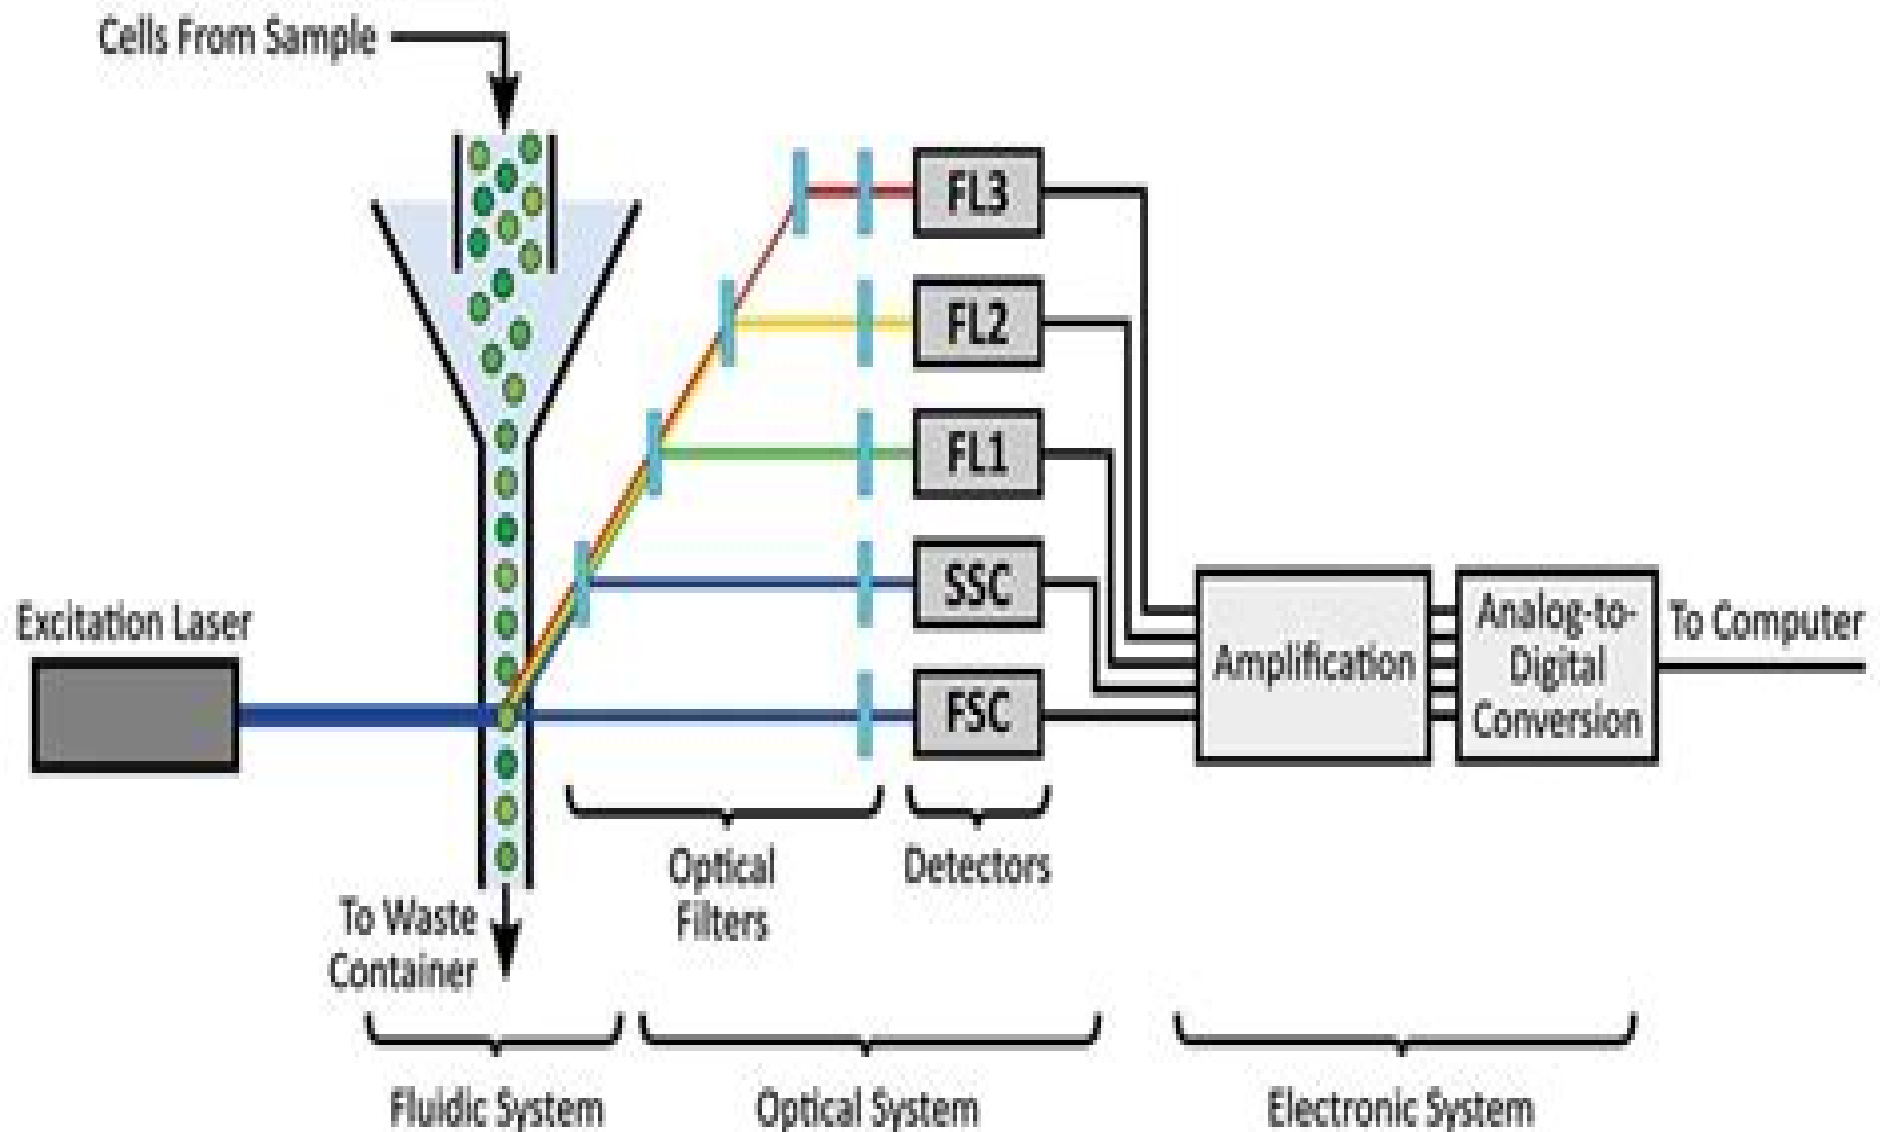 Cells From Sample
FL3
FL2
FL1
SSC
FSC
Excitation Laser
Amplification
Analog-to-
Digital
Conversion
To Computer
Optical
Filters
Detectors
To Waste
Container
Fluidic System
Optical System
Electronic System